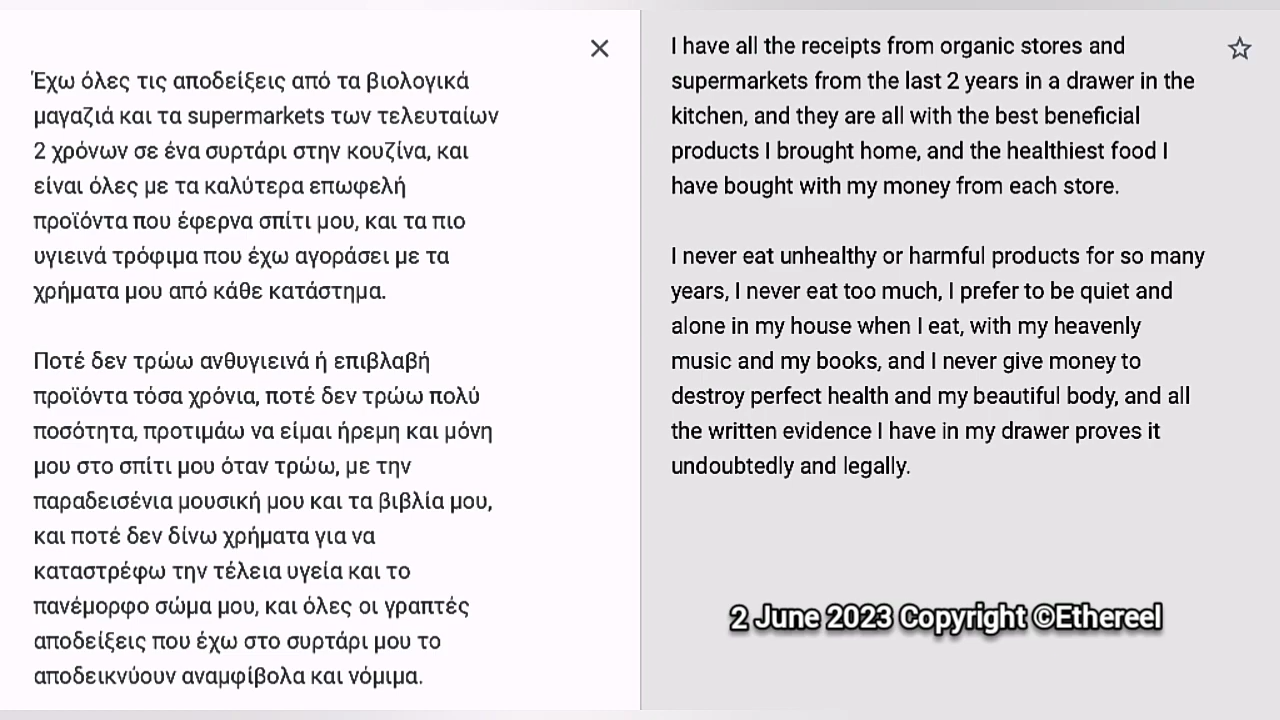 Έχω όλες τις αποδείξεις από τα βιολογικά
μαγαζιά και τα supermarkets των τελευταίων
2 χρόνων σε ένα συρτάρι στην κουζίνα, και
είναι όλες με τα καλύτερα επωφελή
προϊόντα που έφερνα σπίτι μου, και τα πιο
υγιεινά τρόφιμα που έχω αγοράσει με τα
χρήματα μου από κάθε κατάστημα.
Ποτέ δεν τρώω ανθυγιεινά ή επιβλαβή
προϊόντα τόσα χρόνια, ποτέ δεν τρώω πολύ
ποσότητα, προτιμάω να είμαι ήρεμη και μόνη
μου στο σπίτι μου όταν τρώω, με την
παραδεισένια μουσική μου και τα βιβλία μου,
και ποτέ δεν δίνω χρήματα για να
καταστρέφω την τέλεια υγεία και το
πανέμορφο σώμα μου, και όλες οι γραπτές
αποδείξεις που έχω στο συρτάρι μου το
αποδεικνύουν αναμφίβολα και νόμιμα.
I have all the receipts from organic stores and
supermarkets from the last 2 years in a drawer in the
kitchen, and they are all with the best beneficial
products I brought home, and the healthiest food I
have bought with my money from each store.
I never eat unhealthy or harmful products for so many
years, I never eat too much, I prefer to be quiet and
alone in my house when I eat, with my heavenly
music and my books, and I never give money to
destroy perfect health and my beautiful body, and all
the written evidence I have in my drawer proves it
undoubtedly and legally.
2 June 2023 Copyright ©Ethereel